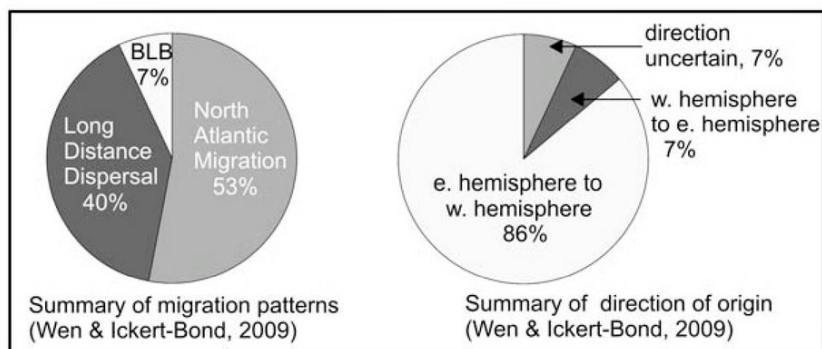 BLB
7%
North
Atlantic
Migration
53%
Long
Distance
Dispersal
40%
Summary of migration patterns
(Wen & Ickert-Bond, 2009)
direction
uncertain, 7%
w. hemisphere
to e. hemisphere
7%
e. hemisphere to
w. hemisphere
86%
Summary of direction of origin
(Wen & Ickert-Bond, 2009)